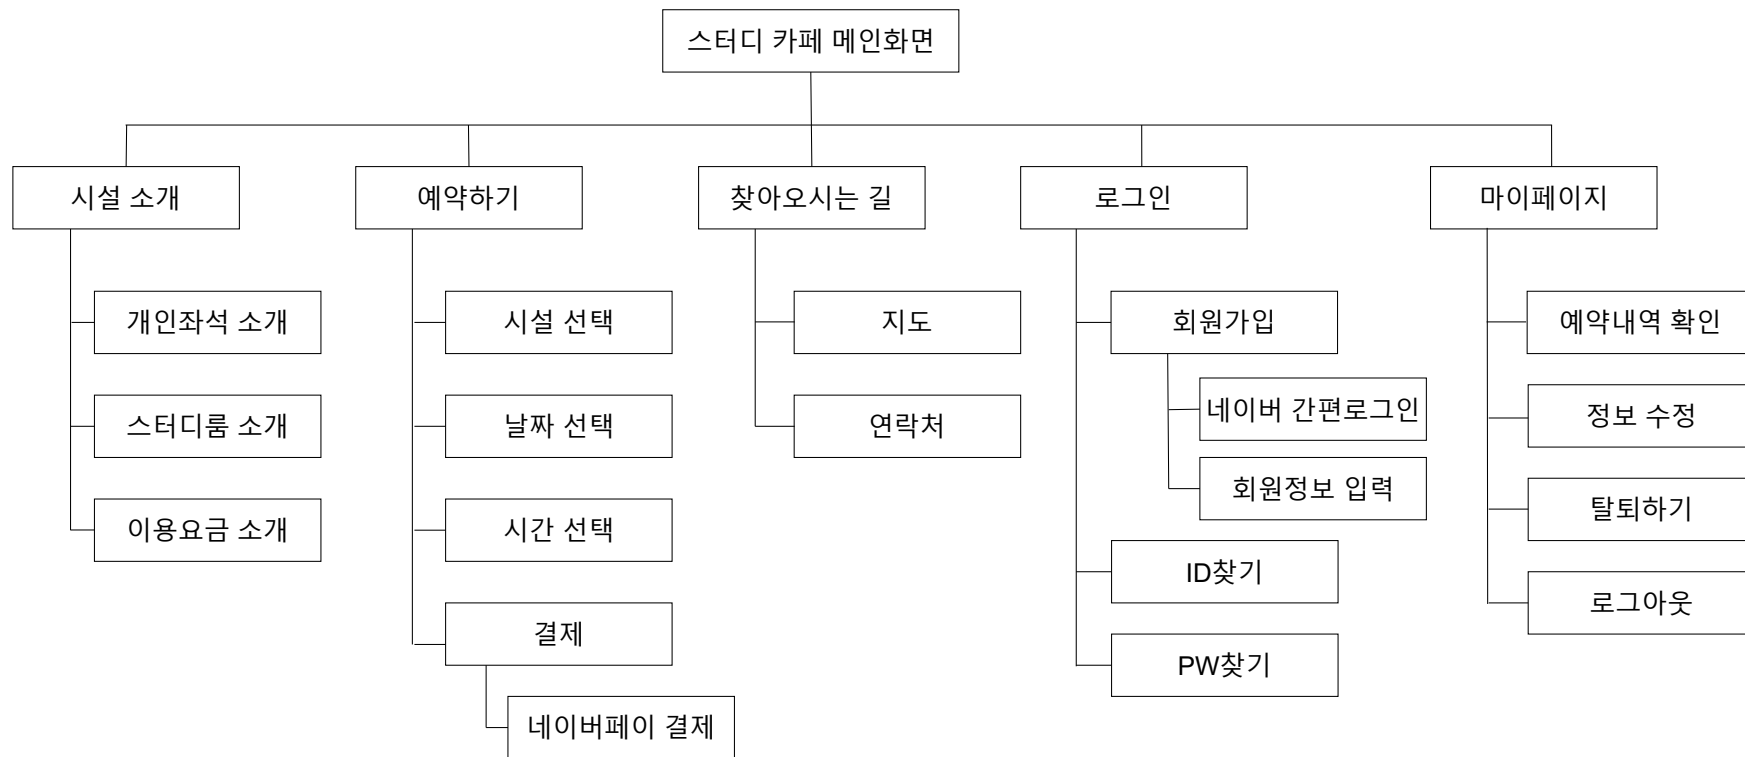 스터디 카페 메인화면
시설 소개
예약하기
찾아오시는 길
로그인
마이페이지
개인좌석 소개
스터디룸 소개
이용요금 소개
시설 선택
날짜 선택
시간 선택
결제
네이버페이 결제
지도
연락처
회원가입
네이버 간편로그인
회원정보 입력
ID찾기
PW찾기
예약내역 확인
정보 수정
탈퇴하기
로그아웃